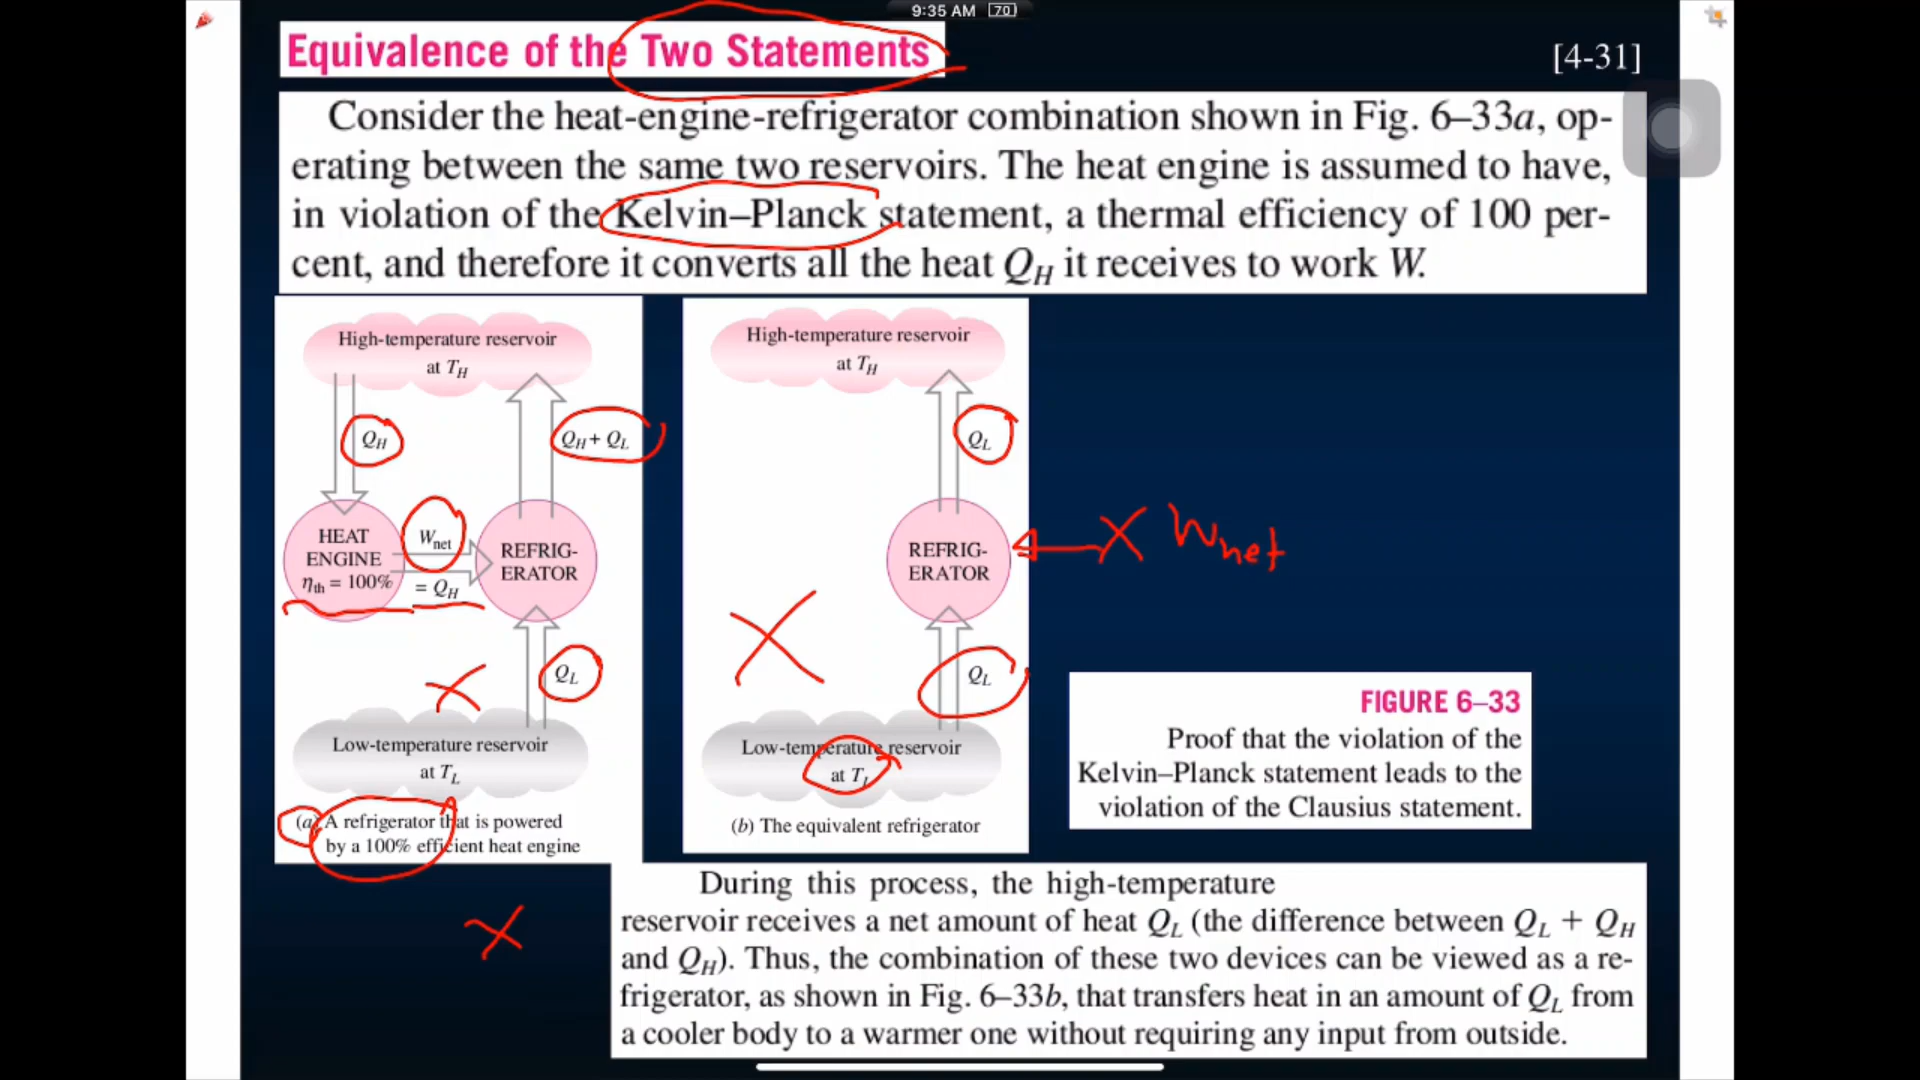 9:35 AM 70
Equivalence of the Two Statements
[4-31]
Consider the heat-engine-refrigerator combination shown in Fig. 6–33a, op-
erating between the same two reservoirs. The heat engine is assumed to have,
in violation of the Kelvin–Planck statement, a thermal efficiency of 100 per-
cent, and therefore it converts all the heat QH it receives to work W.
High-temperature reservoir
at TH
QH
QH + QL
HEAT
ENGINE
ηth = 100%
Wnet
= QH
REFRIG-
ERATOR
QL
Low-temperature reservoir
at TL
(a) A refrigerator that is powered
by a 100% efficient heat engine
High-temperature reservoir
at TH
QL
REFRIG-
ERATOR
X Wnet
QL
Low-temperature reservoir
at TL
(b) The equivalent refrigerator
FIGURE 6–33
Proof that the violation of the
Kelvin–Planck statement leads to the
violation of the Clausius statement.
During this process, the high-temperature
reservoir receives a net amount of heat QL (the difference between QL + QH
and QH). Thus, the combination of these two devices can be viewed as a re-
frigerator, as shown in Fig. 6–33b, that transfers heat in an amount of QL from
a cooler body to a warmer one without requiring any input from outside.